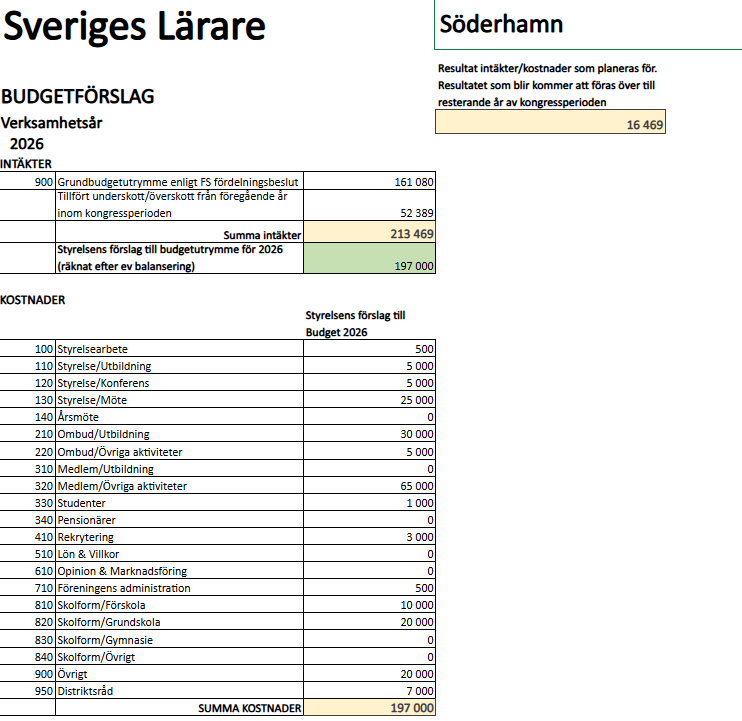 Sveriges Lärare
Söderhamn
Resultat intäkter/kostnader som planeras för.
Resultatet som blir kommer att föras över till
resterande år av kongressperioden
16 469
BUDGETFÖRSLAG
Verksamhetsår
2026
INTÄKTER
900 Grundbudgetutrymme enligt FS fördelningsbeslut 161 080
Tillfört underskott/överskott från föregående år
inom kongressperioden 52 389
Summa intäkter 213 469
Styrelsens förslag till budgetutrymme för 2026
(räknat efter ev balansering) 197 000
KOSTNADER
Styrelsens förslag till
Budget 2026
100 Styrelsearbete 500
110 Styrelse/Utbildning 5 000
120 Styrelse/Konferens 5 000
130 Styrelse/Möte 25 000
140 Årsmöte 0
210 Ombud/Utbildning 30 000
220 Ombud/Övriga aktiviteter 5 000
310 Medlem/Utbildning 0
320 Medlem/Övriga aktiviteter 65 000
330 Studenter 1 000
340 Pensionärer 0
410 Rekrytering 3 000
510 Lön & Villkor 0
610 Opinion & Marknadsföring 0
710 Föreningens administration 500
810 Skolform/Förskola 10 000
820 Skolform/Grundskola 20 000
830 Skolform/Gymnasie 0
840 Skolform/Övrigt 0
900 Övrigt 20 000
950 Distriktsråd 7 000
SUMMA KOSTNADER 197 000